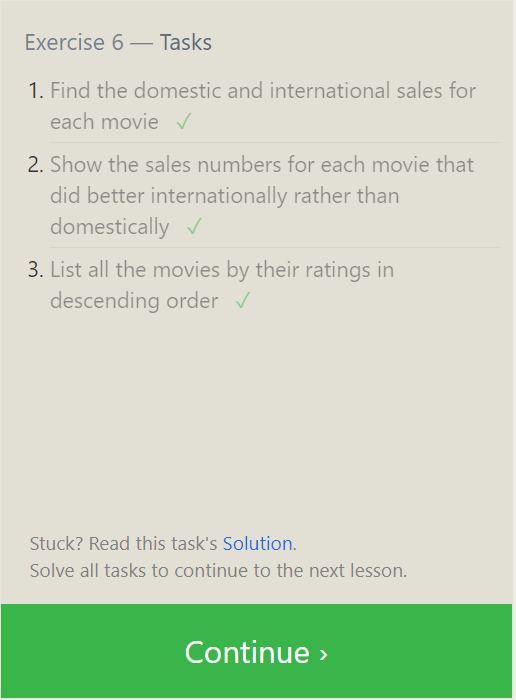 Exercise 6 — Tasks
1. Find the domestic and international sales for
each movie ✓
2. Show the sales numbers for each movie that
did better internationally rather than
domestically ✓
3. List all the movies by their ratings in
descending order ✓
Stuck? Read this task's Solution.
Solve all tasks to continue to the next lesson.
Continue ›